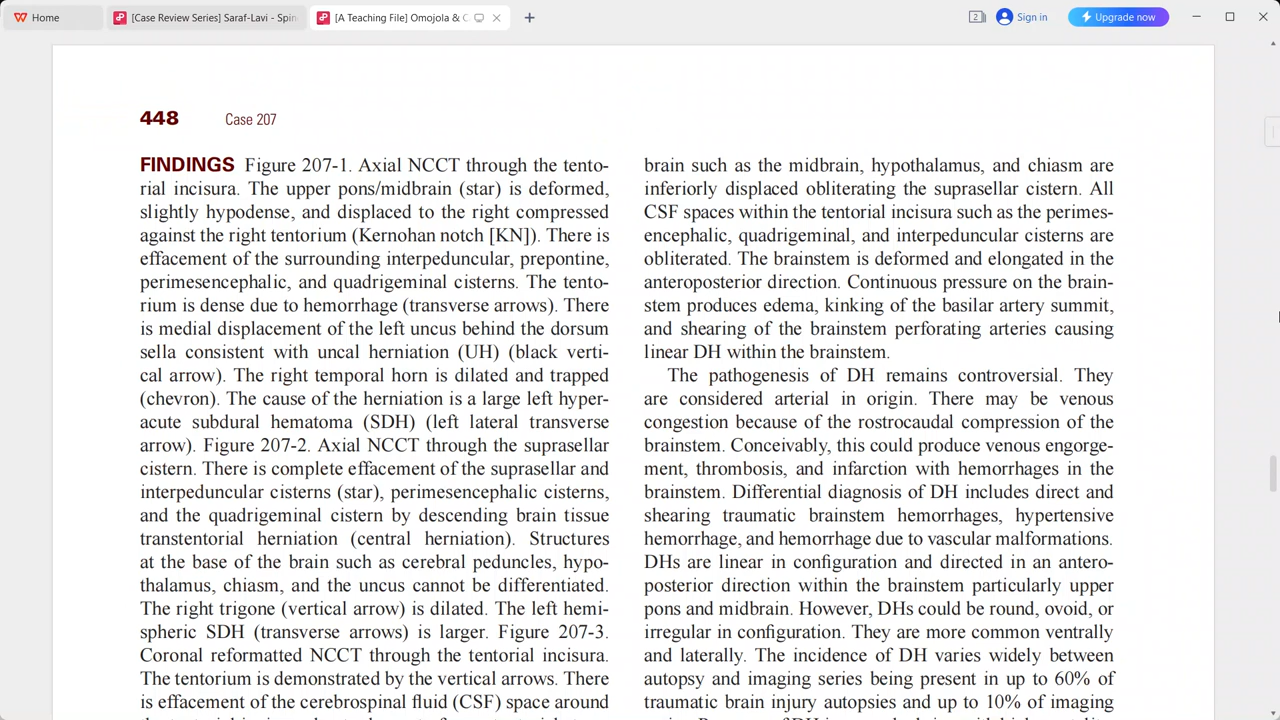 Home
[Case Review Series] Saraf-Lavi - Spin
[A Teaching File] Omojola & C
2
Sign in
Upgrade now
448 Case 207
FINDINGS Figure 207-1. Axial NCCT through the tento-
rial incisura. The upper pons/midbrain (star) is deformed,
slightly hypodense, and displaced to the right compressed
against the right tentorium (Kernohan notch [KN]). There is
effacement of the surrounding interpeduncular, prepontine,
perimesencephalic, and quadrigeminal cisterns. The tento-
rium is dense due to hemorrhage (transverse arrows). There
is medial displacement of the left uncus behind the dorsum
sella consistent with uncal herniation (UH) (black verti-
cal arrow). The right temporal horn is dilated and trapped
(chevron). The cause of the herniation is a large left hyper-
acute subdural hematoma (SDH) (left lateral transverse
arrow). Figure 207-2. Axial NCCT through the suprasellar
cistern. There is complete effacement of the suprasellar and
interpeduncular cisterns (star), perimesencephalic cisterns,
and the quadrigeminal cistern by descending brain tissue
transtentorial herniation (central herniation). Structures
at the base of the brain such as cerebral peduncles, hypo-
thalamus, chiasm, and the uncus cannot be differentiated.
The right trigone (vertical arrow) is dilated. The left hemi-
spheric SDH (transverse arrows) is larger. Figure 207-3.
Coronal reformatted NCCT through the tentorial incisura.
The tentorium is demonstrated by the vertical arrows. There
is effacement of the cerebrospinal fluid (CSF) space around
brain such as the midbrain, hypothalamus, and chiasm are
inferiorly displaced obliterating the suprasellar cistern. All
CSF spaces within the tentorial incisura such as the perimes-
encephalic, quadrigeminal, and interpeduncular cisterns are
obliterated. The brainstem is deformed and elongated in the
anteroposterior direction. Continuous pressure on the brain-
stem produces edema, kinking of the basilar artery summit,
and shearing of the brainstem perforating arteries causing
linear DH within the brainstem.
The pathogenesis of DH remains controversial. They
are considered arterial in origin. There may be venous
congestion because of the rostrocaudal compression of the
brainstem. Conceivably, this could produce venous engorge-
ment, thrombosis, and infarction with hemorrhages in the
brainstem. Differential diagnosis of DH includes direct and
shearing traumatic brainstem hemorrhages, hypertensive
hemorrhage, and hemorrhage due to vascular malformations.
DHs are linear in configuration and directed in an antero-
posterior direction within the brainstem particularly upper
pons and midbrain. However, DHs could be round, ovoid, or
irregular in configuration. They are more common ventrally
and laterally. The incidence of DH varies widely between
autopsy and imaging series being present in up to 60% of
traumatic brain injury autopsies and up to 10% of imaging